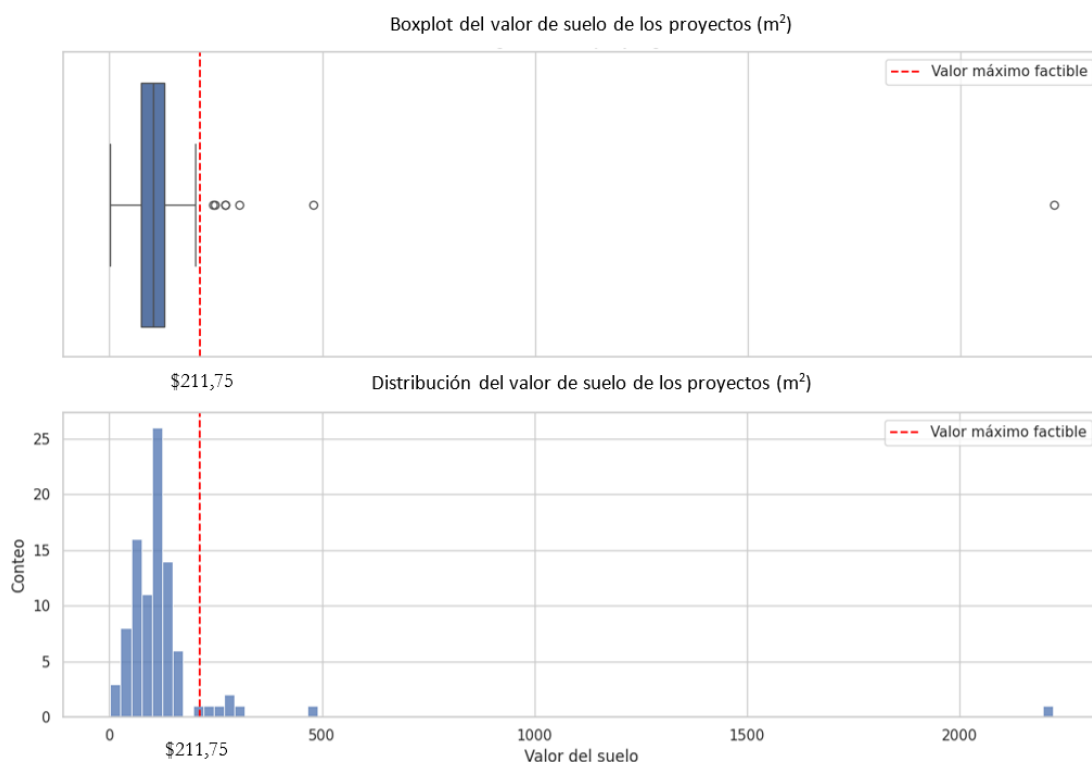 Boxplot del valor de suelo de los proyectos (m²)
Valor máximo factible
$211,75
Distribución del valor de suelo de los proyectos (m²)
Valor máximo factible
25
20
15
10
5
0
Conteo
0
500
1000
1500
2000
$211,75
Valor del suelo